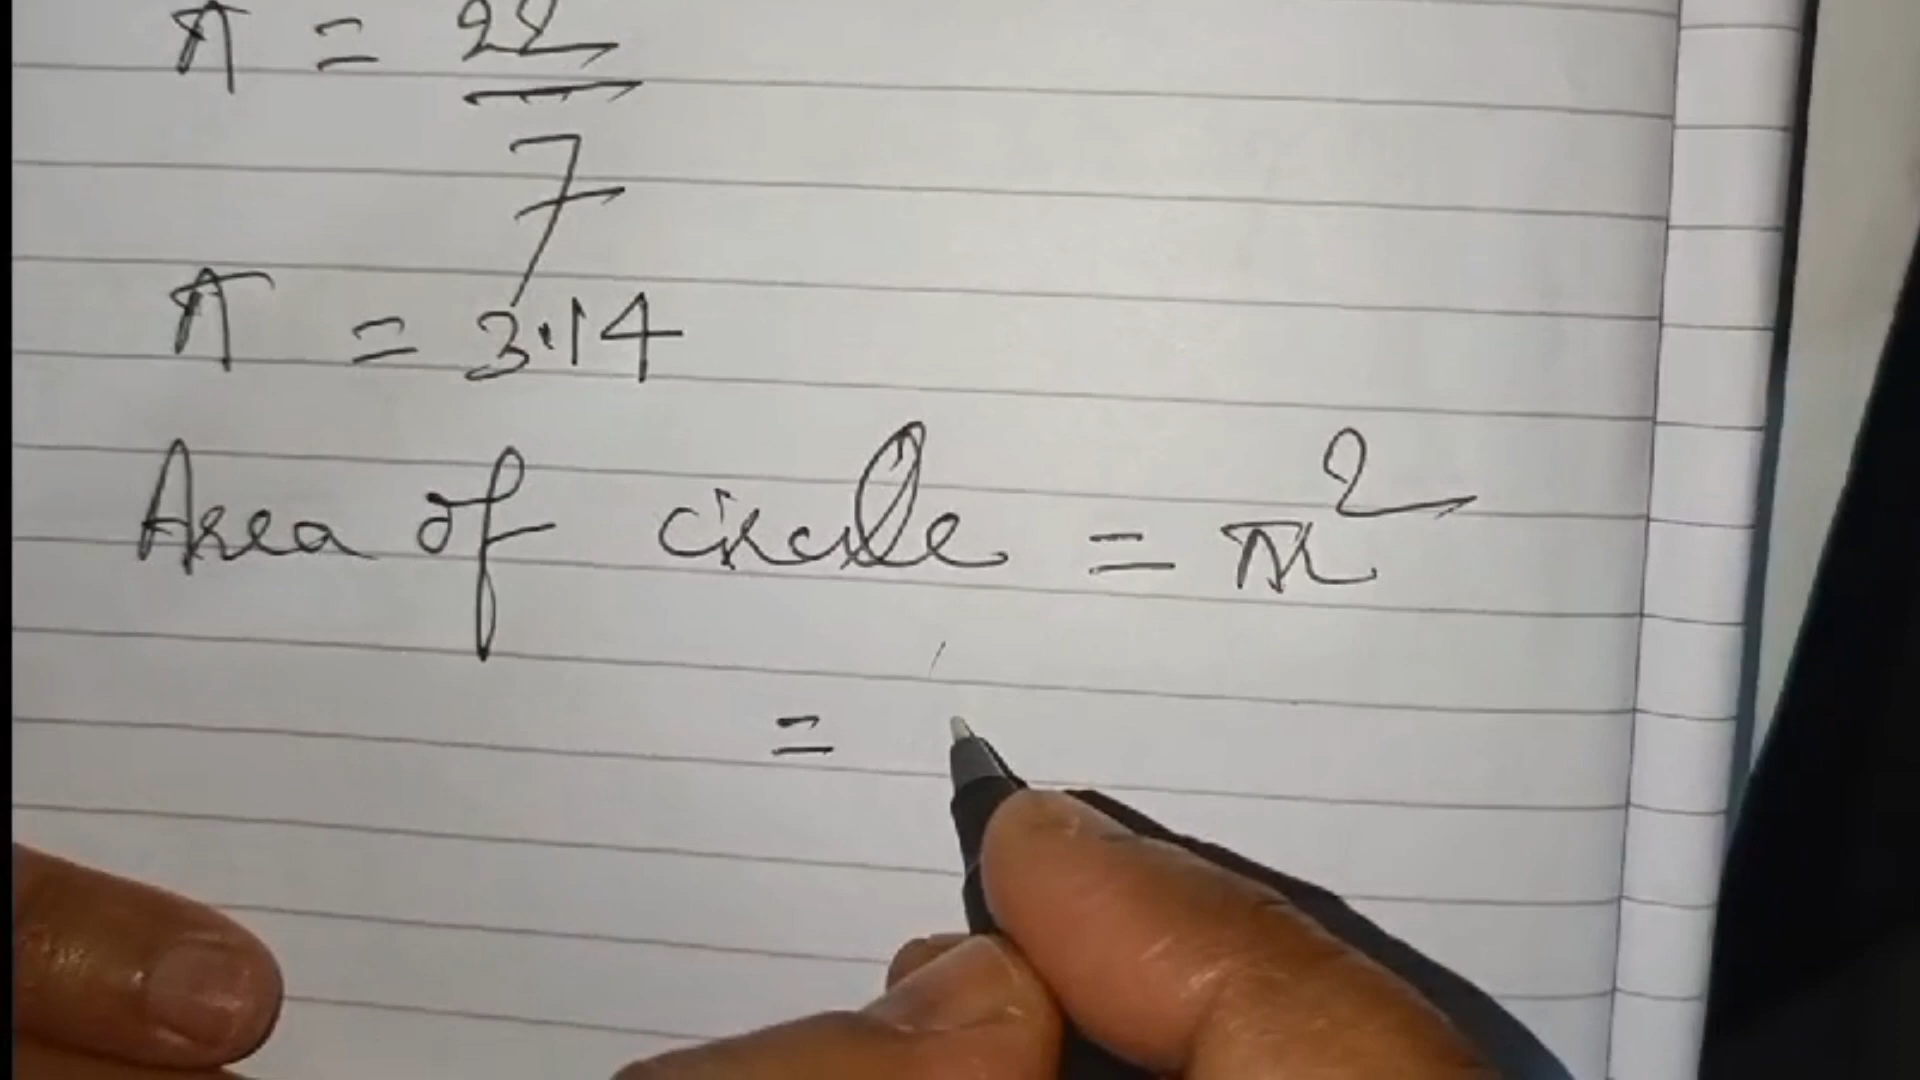 π = 22/7
π = 3.14
Area of circle = πr²
=